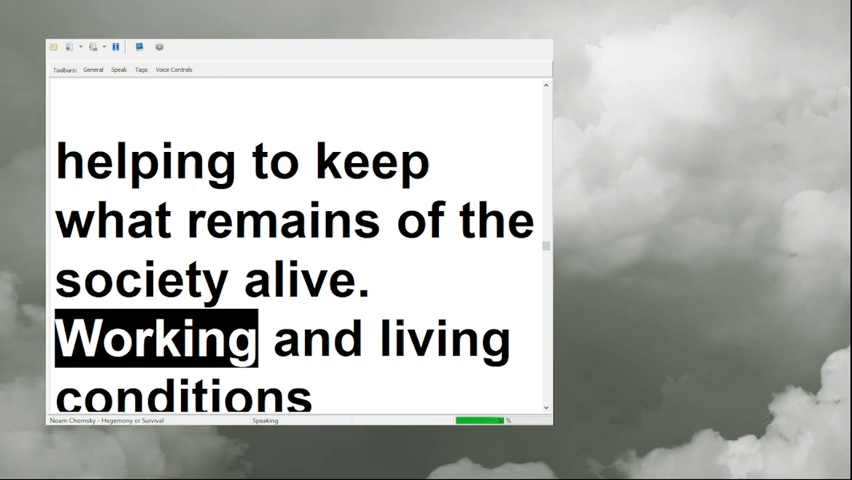 Toolbars: General Speak Tags Voice Controls
helping to keep
what remains of the
society alive.
Working and living
conditions
Noam Chomsky - Hegemony or Survival Speaking 50 %